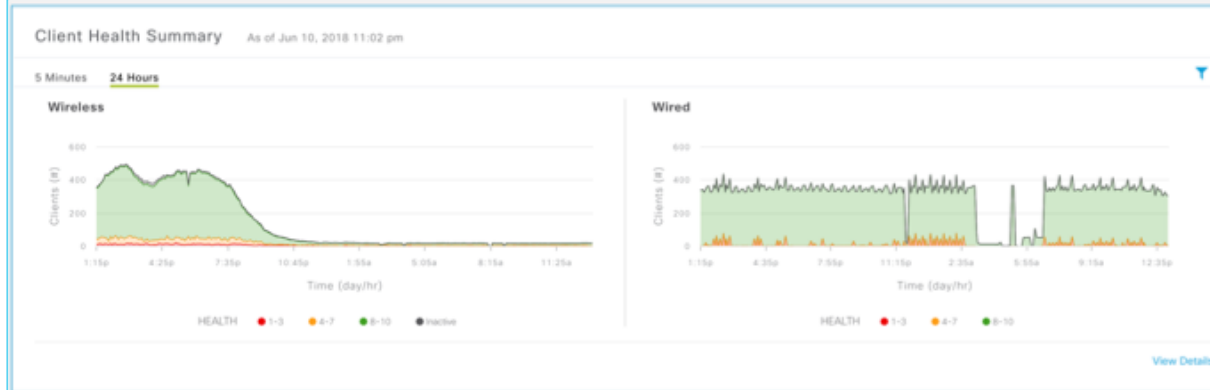 Client Health Summary As of Jun 10, 2018 11:02 pm
5 Minutes 24 Hours
Wireless
600
400
200
0
Clients (#)
1:15p 4:25p 7:35p 10:45p 1:55a 5:05a 8:15a 11:25a
Time (day/hr)
HEALTH 1-3 4-7 8-10 Inactive
Wired
600
400
200
0
Clients (#)
1:15p 4:35p 7:55p 11:15p 2:35a 5:55a 9:15a 12:35p
Time (day/hr)
HEALTH 1-3 4-7 8-10
View Details